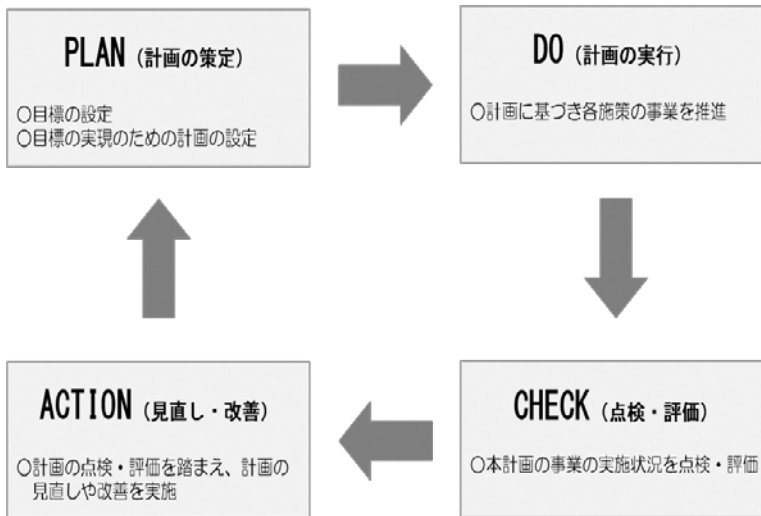 PLAN (計画の策定)
○目標の設定
○目標の実現のための計画の設定
DO (計画の実行)
○計画に基づき各施策の事業を推進
ACTION (見直し・改善)
○計画の点検・評価を踏まえ、計画の
見直しや改善を実施
CHECK (点検・評価)
○本計画の事業の実施状況を点検・評価